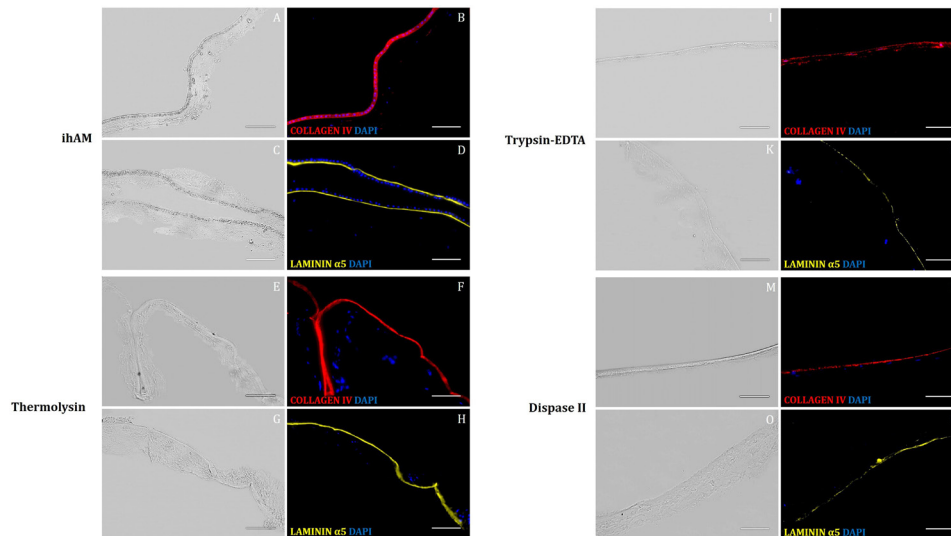 A
B
ihAM
COLLAGEN IV DAPI
C
D
LAMININ α5 DAPI
E
F
Thermolysin
COLLAGEN IV DAPI
G
H
LAMININ α5 DAPI
I
Trypsin-EDTA
COLLAGEN IV DAPI
K
LAMININ α5 DAPI
M
Dispase II
COLLAGEN IV DAPI
O
LAMININ α5 DAPI